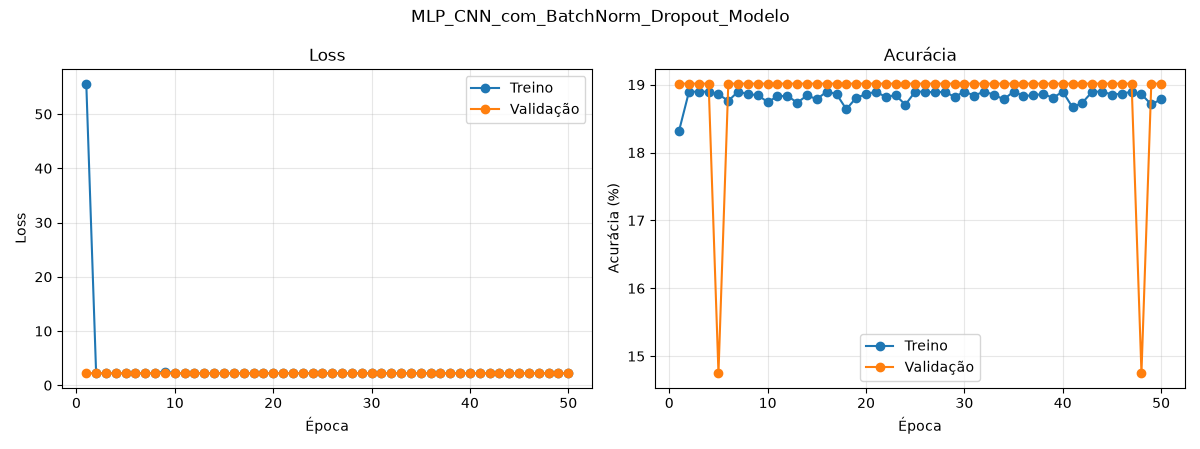 MLP_CNN_com_BatchNorm_Dropout_Modelo
Loss
Treino
Validação
50
40
30
20
10
0
Loss
0
10
20
30
40
50
Época
Acurácia
19
18
17
16
15
Acurácia (%)
Treino
Validação
0
10
20
30
40
50
Época